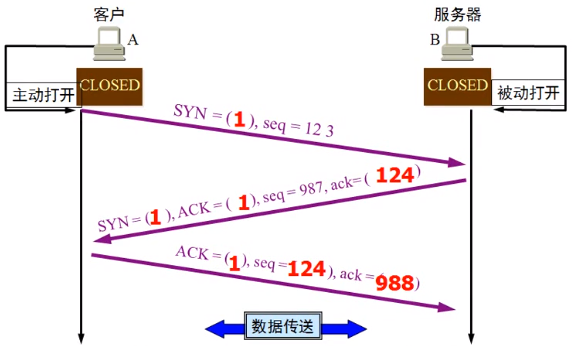 客户
服务器
A
B
CLOSED
CLOSED
主动打开
被动打开
SYN = (1), seq = 12 3
SYN = (1), ACK = ( 1), seq = 987, ack= ( 124)
ACK = (1), seq =124), ack =988)
数据传送